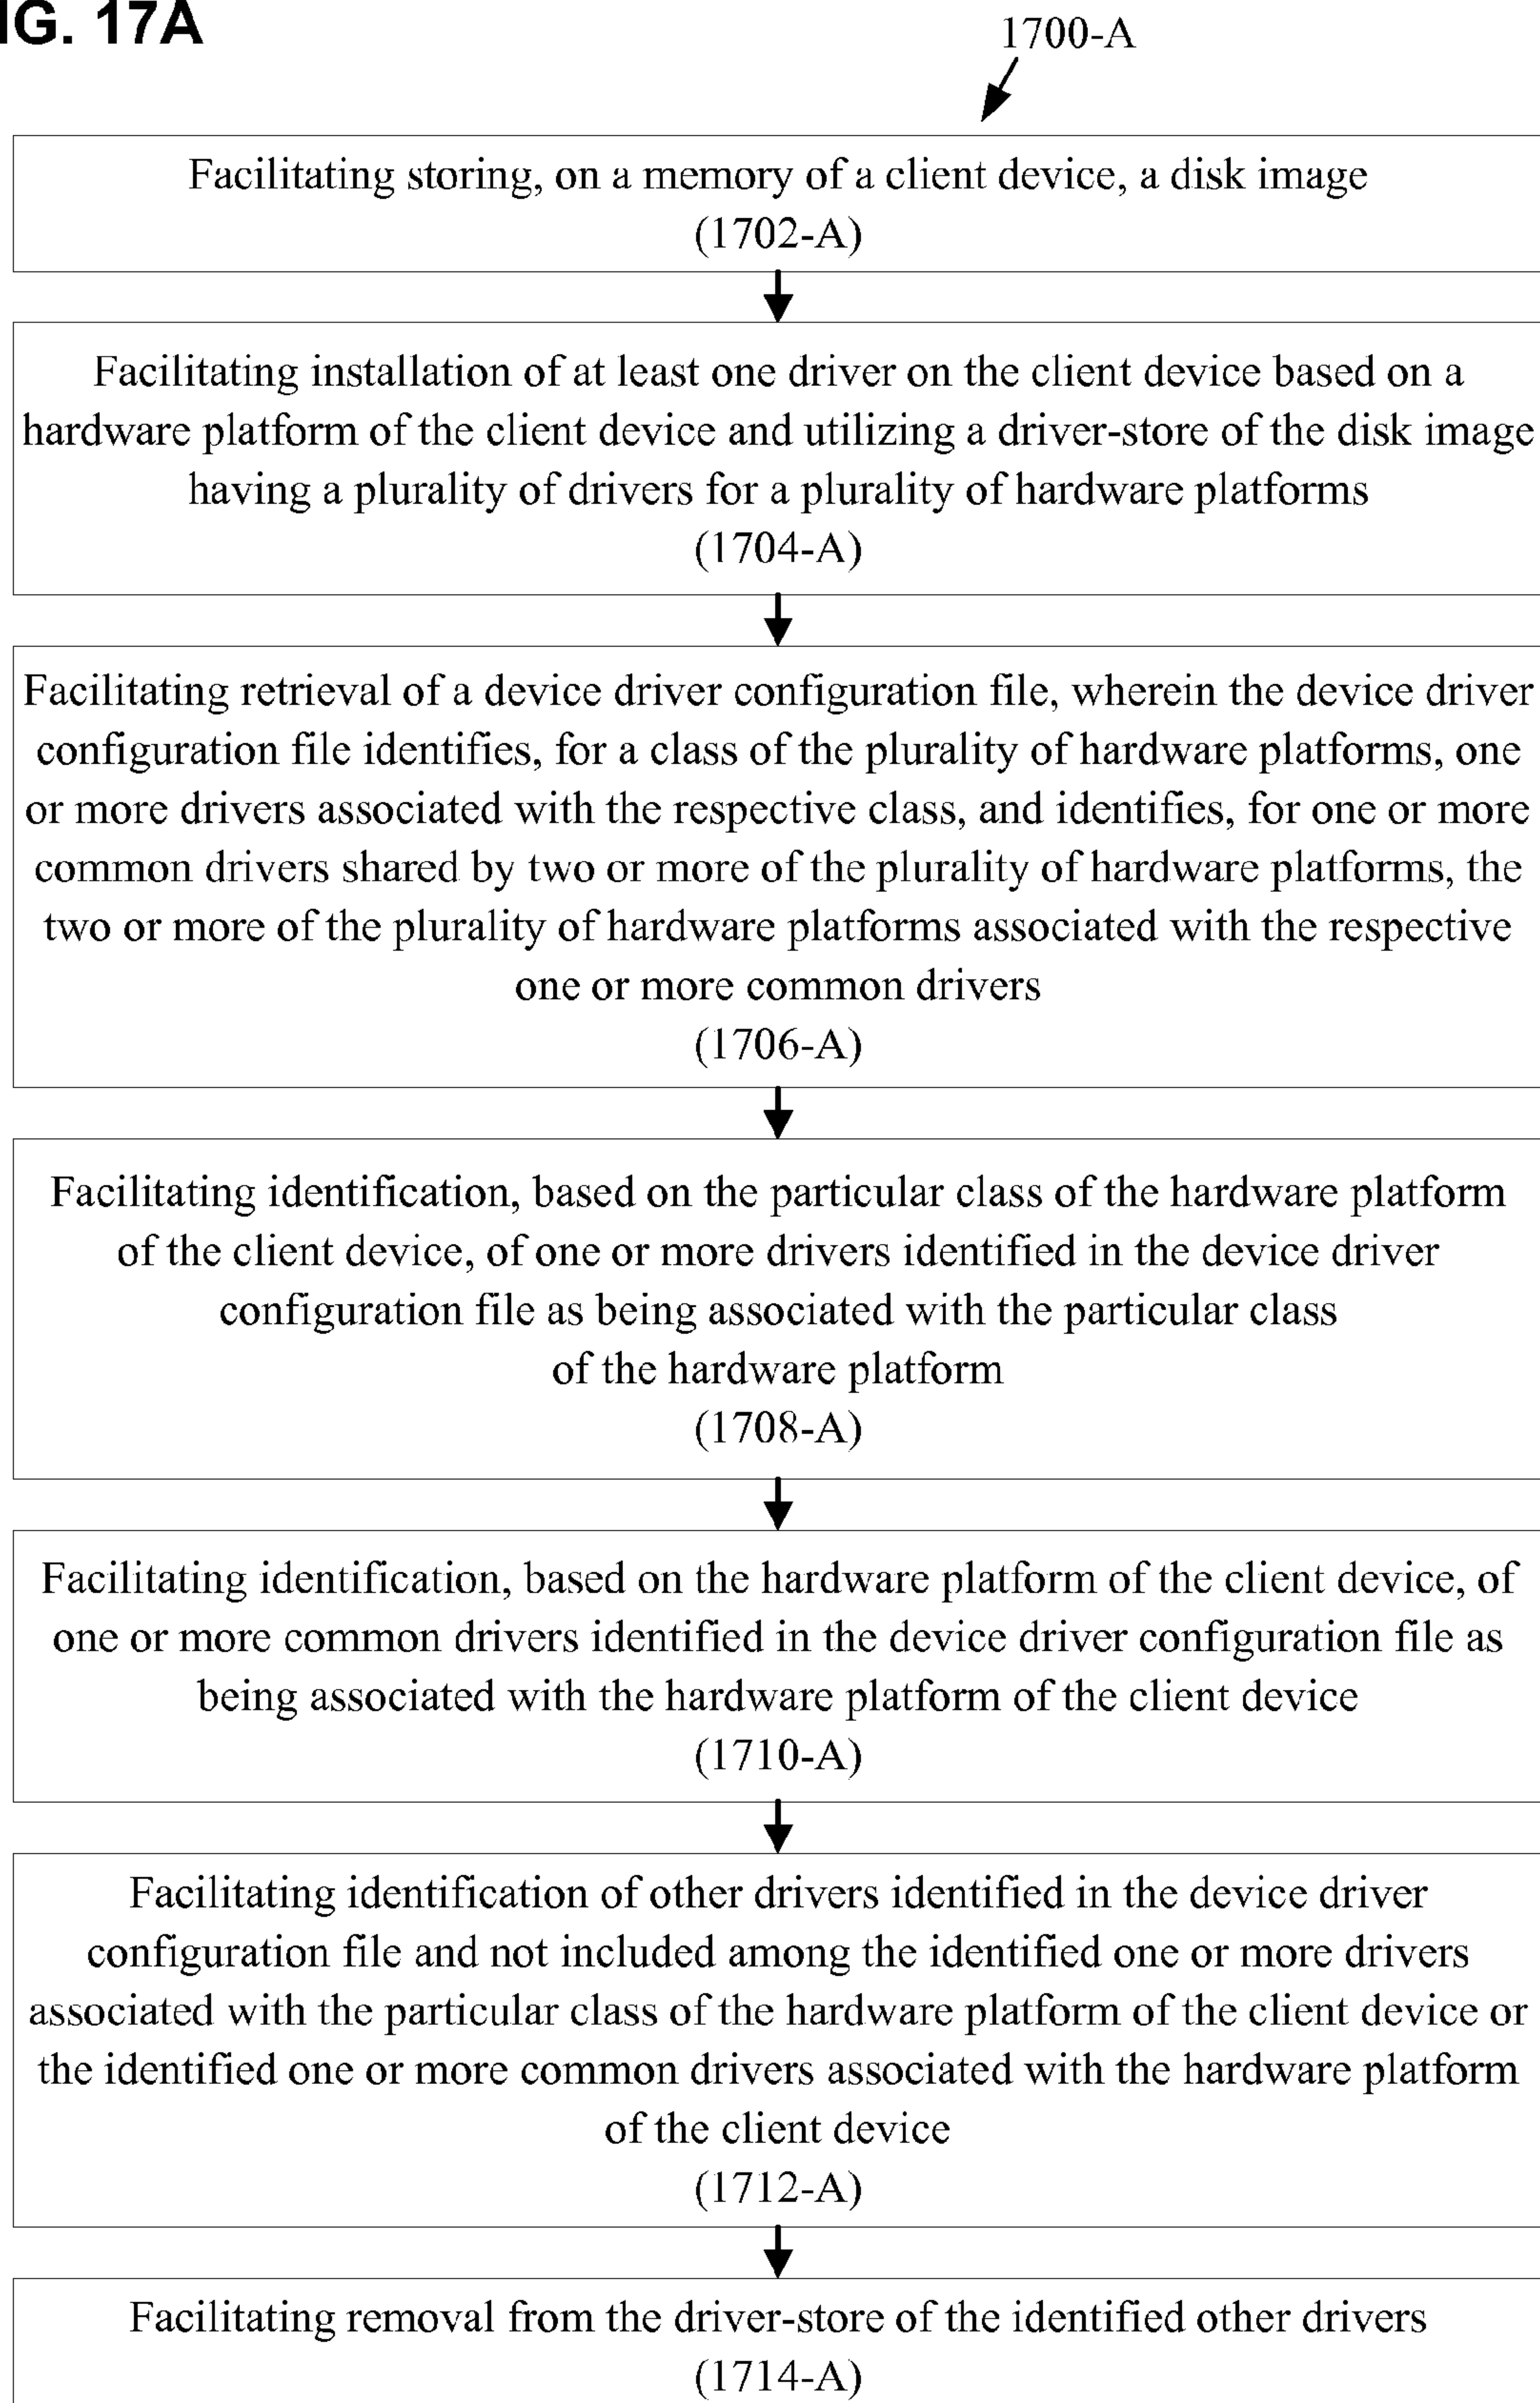 IG. 17A
1700-A
Facilitating storing, on a memory of a client device, a disk image
(1702-A)
Facilitating installation of at least one driver on the client device based on a
hardware platform of the client device and utilizing a driver-store of the disk image
having a plurality of drivers for a plurality of hardware platforms
(1704-A)
Facilitating retrieval of a device driver configuration file, wherein the device driver
configuration file identifies, for a class of the plurality of hardware platforms, one
or more drivers associated with the respective class, and identifies, for one or more
common drivers shared by two or more of the plurality of hardware platforms, the
two or more of the plurality of hardware platforms associated with the respective
one or more common drivers
(1706-A)
Facilitating identification, based on the particular class of the hardware platform
of the client device, of one or more drivers identified in the device driver
configuration file as being associated with the particular class
of the hardware platform
(1708-A)
Facilitating identification, based on the hardware platform of the client device, of
one or more common drivers identified in the device driver configuration file as
being associated with the hardware platform of the client device
(1710-A)
Facilitating identification of other drivers identified in the device driver
configuration file and not included among the identified one or more drivers
associated with the particular class of the hardware platform of the client device or
the identified one or more common drivers associated with the hardware platform
of the client device
(1712-A)
Facilitating removal from the driver-store of the identified other drivers
(1714-A)